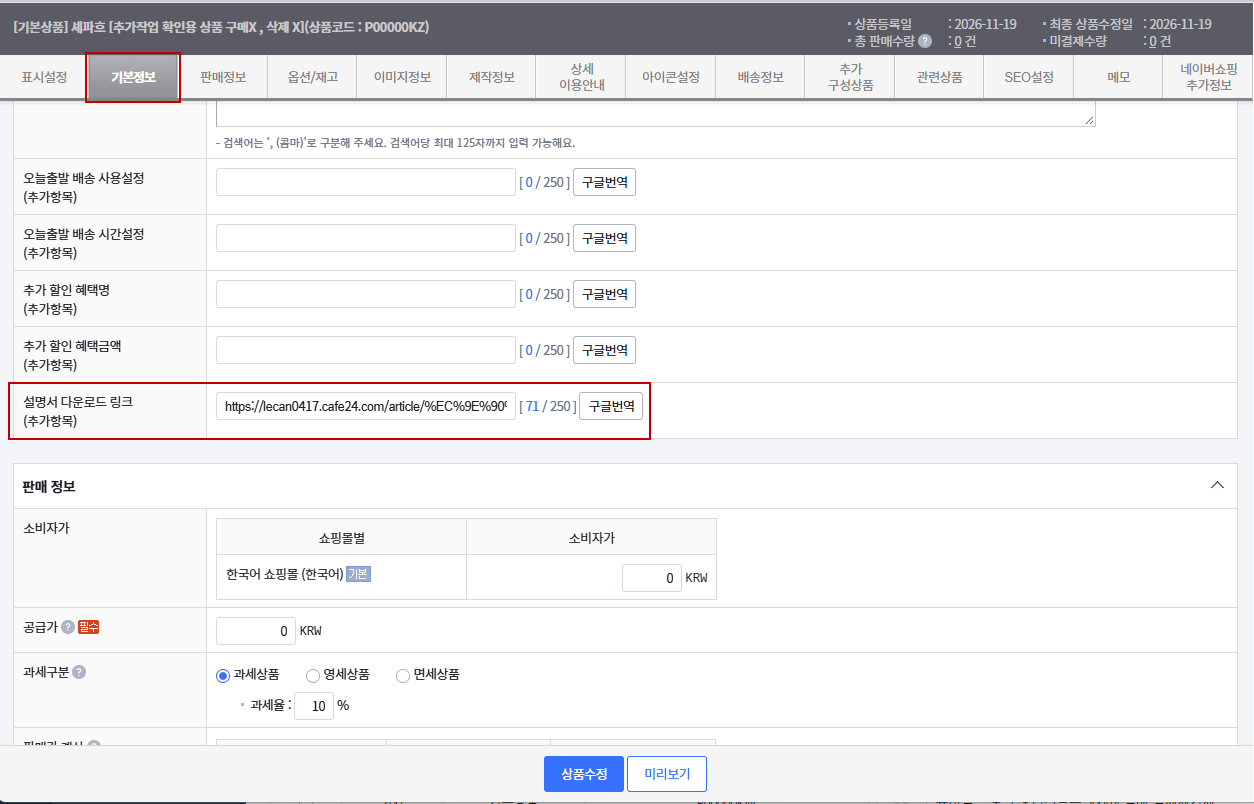 [기본상품] 세파흐 [추가작업 확인용 상품 구매X , 삭제 X](상품코드 : P00000KZ)
상품등록일 : 2026-11-19
최종 상품수정일 : 2026-11-19
총 판매수량 ? : 0 건
미결제수량 : 0 건
표시설정
기본정보
판매정보
옵션/재고
이미지정보
제작정보
상세
이용안내
아이콘설정
배송정보
추가
구성상품
관련상품
SEO설정
메모
네이버쇼핑
추가정보
- 검색어는 ', (콤마)'로 구분해 주세요. 검색어당 최대 125자까지 입력 가능해요.
오늘출발 배송 사용설정
(추가항목)
[ 0 / 250 ] 구글번역
오늘출발 배송 시간설정
(추가항목)
[ 0 / 250 ] 구글번역
추가 할인 혜택명
(추가항목)
[ 0 / 250 ] 구글번역
추가 할인 혜택금액
(추가항목)
[ 0 / 250 ] 구글번역
설명서 다운로드 링크
(추가항목)
https://lecan0417.cafe24.com/article/%EC%9E%90% [ 71 / 250 ] 구글번역
판매 정보
소비자가
쇼핑몰별 소비자가
한국어 쇼핑몰 (한국어) 기본 0 KRW
공급가 ? 필수 0 KRW
과세구분 ?
과세상품 영세상품 면세상품
과세율 : 10 %
상품수정 미리보기